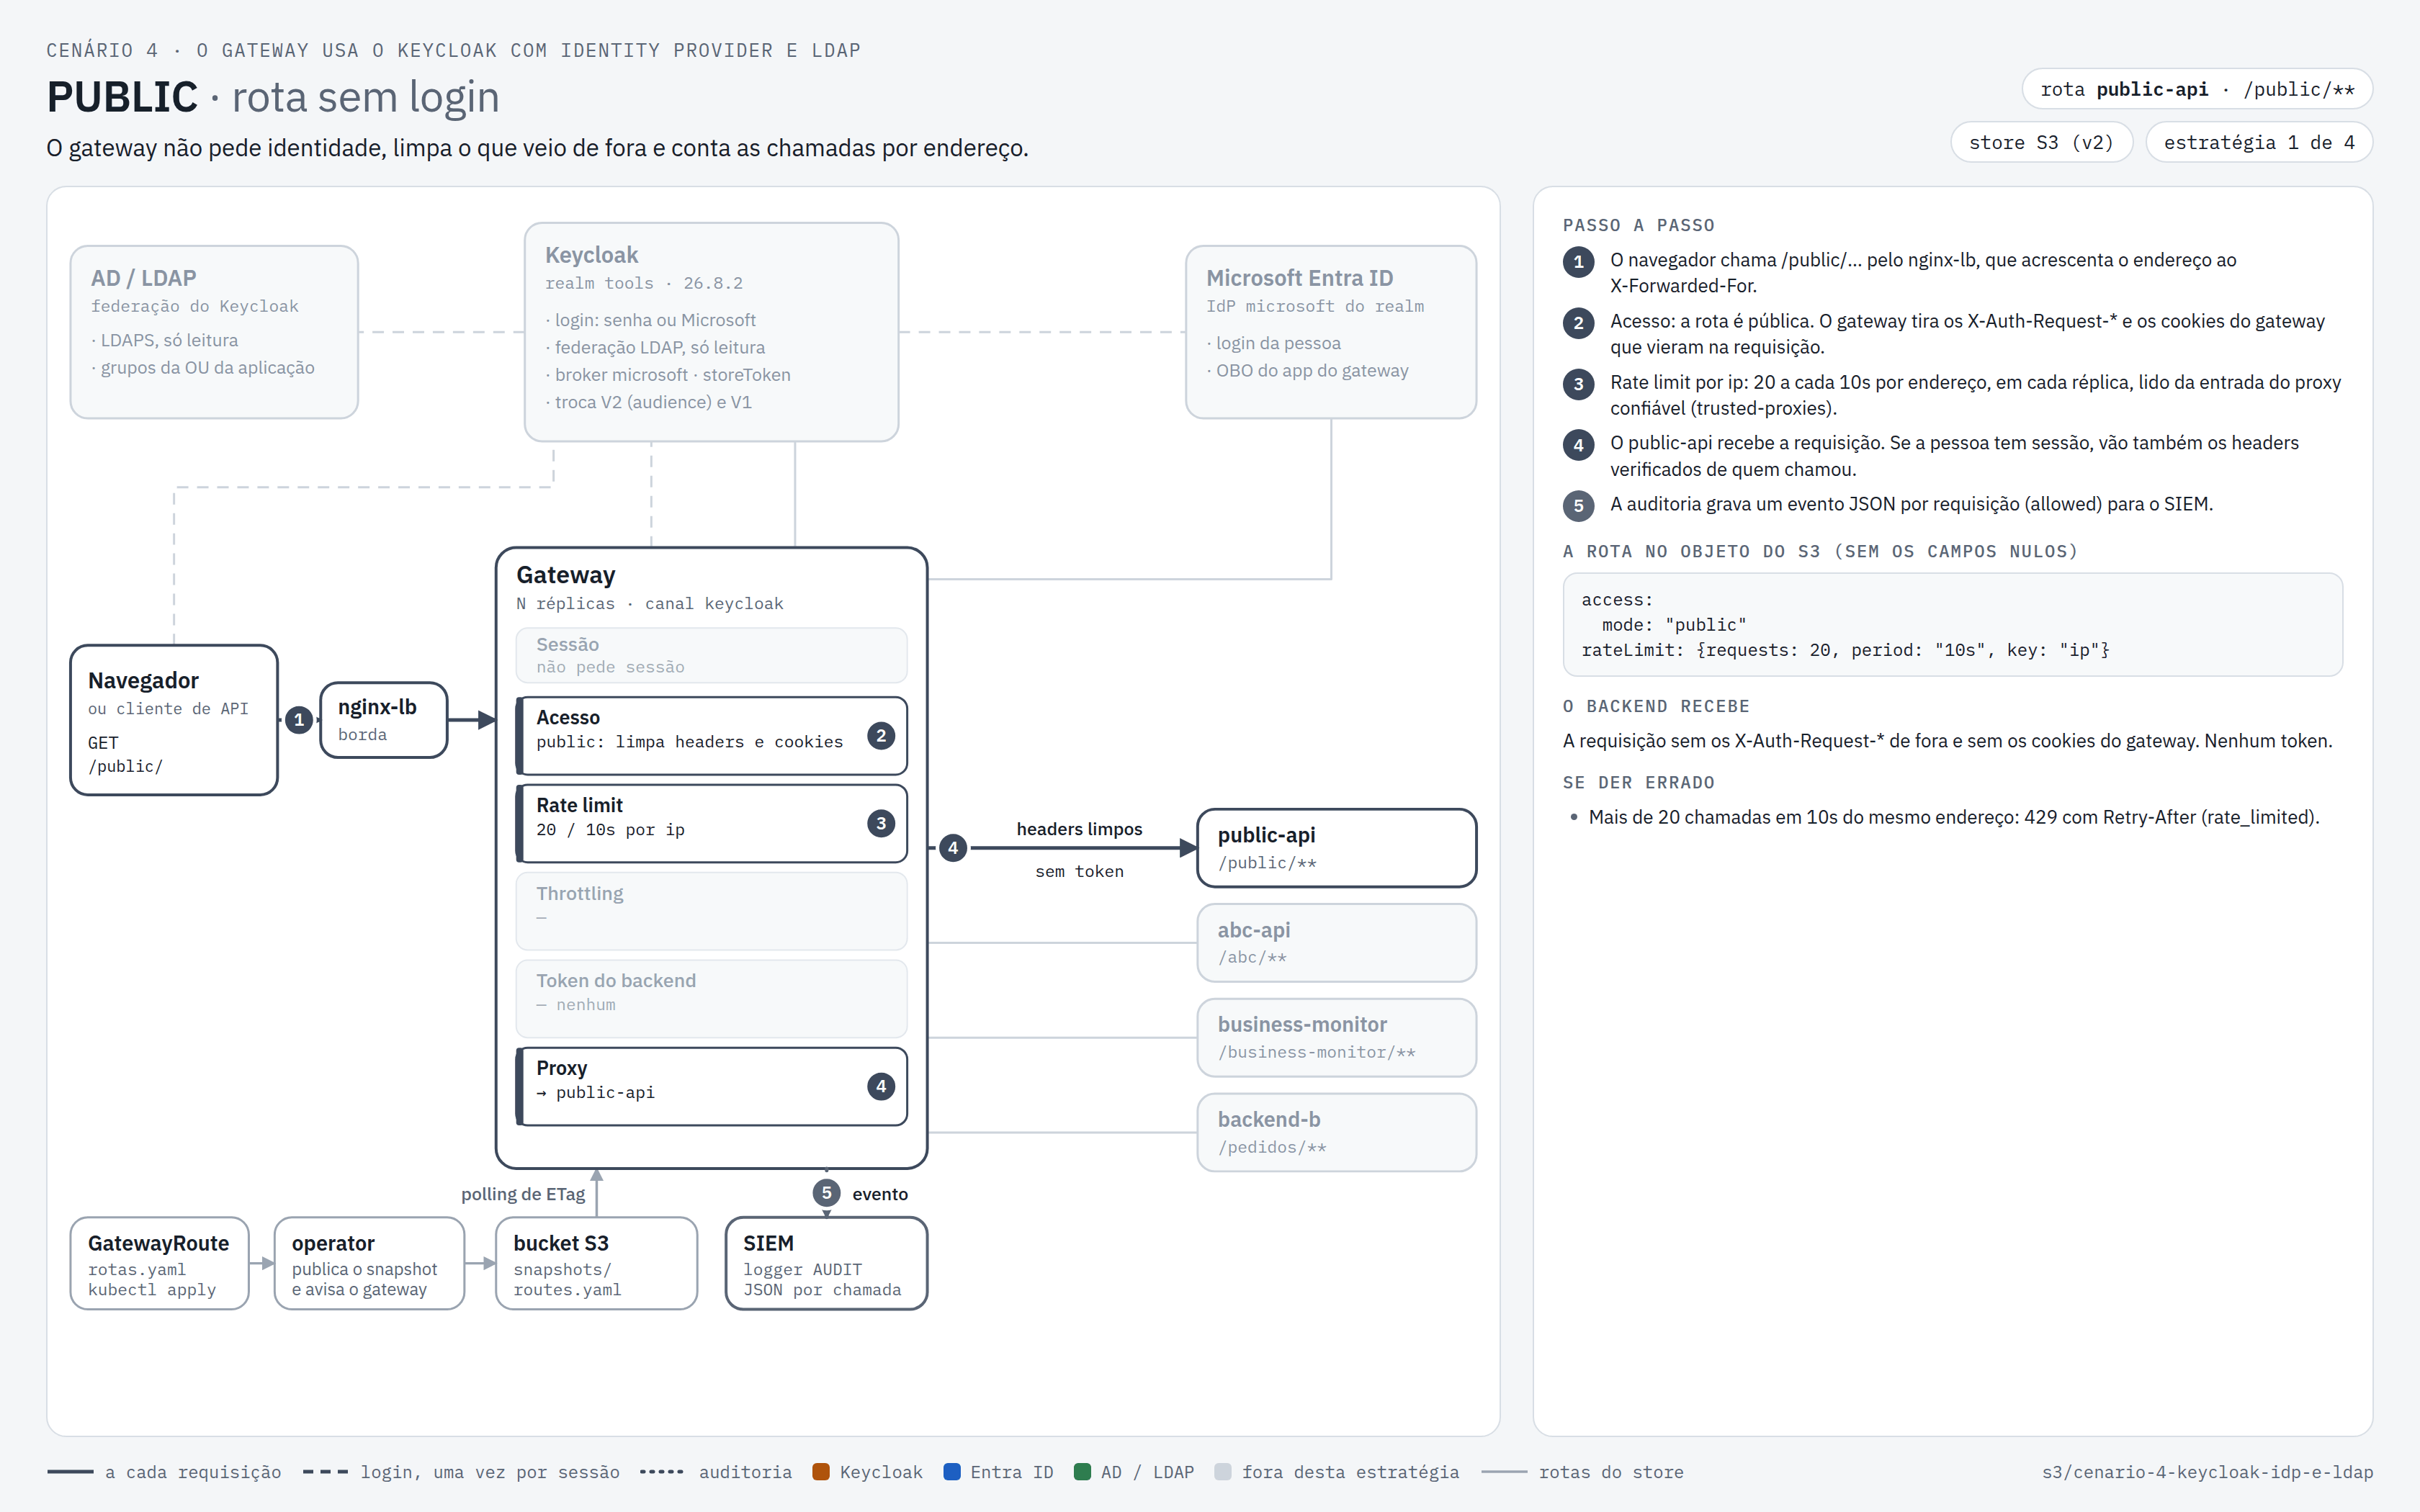 CENÁRIO 4 · O GATEWAY USA O KEYCLOAK COM IDENTITY PROVIDER E LDAP
PUBLIC · rota sem login
O gateway não pede identidade, limpa o que veio de fora e conta as chamadas por endereço.
rota public-api · /public/**
store S3 (v2)
estratégia 1 de 4
AD / LDAP
federação do Keycloak
· LDAPS, só leitura
· grupos da OU da aplicação
Keycloak
realm tools · 26.8.2
· login: senha ou Microsoft
· federação LDAP, só leitura
· broker microsoft · storeToken
· troca V2 (audience) e V1
Microsoft Entra ID
IdP microsoft do realm
· login da pessoa
· OBO do app do gateway
Navegador
ou cliente de API
GET
/public/
1
nginx-lb
borda
Gateway
N réplicas · canal keycloak
Sessão
não pede sessão
Acesso
public: limpa headers e cookies
2
Rate limit
20 / 10s por ip
3
Throttling
—
Token do backend
— nenhum
Proxy
→ public-api
4
4
headers limpos
sem token
public-api
/public/**
abc-api
/abc/**
business-monitor
/business-monitor/**
backend-b
/pedidos/**
polling de ETag
5
evento
GatewayRoute
rotas.yaml
kubectl apply
operator
publica o snapshot
e avisa o gateway
bucket S3
snapshots/
routes.yaml
SIEM
logger AUDIT
JSON por chamada
PASSO A PASSO
1 O navegador chama /public/... pelo nginx-lb, que acrescenta o endereço ao
X-Forwarded-For.
2 Acesso: a rota é pública. O gateway tira os X-Auth-Request-* e os cookies do gateway
que vieram na requisição.
3 Rate limit por ip: 20 a cada 10s por endereço, em cada réplica, lido da entrada do proxy
confiável (trusted-proxies).
4 O public-api recebe a requisição. Se a pessoa tem sessão, vão também os headers
verificados de quem chamou.
5 A auditoria grava um evento JSON por requisição (allowed) para o SIEM.
A ROTA NO OBJETO DO S3 (SEM OS CAMPOS NULOS)
access:
  mode: "public"
rateLimit: {requests: 20, period: "10s", key: "ip"}
O BACKEND RECEBE
A requisição sem os X-Auth-Request-* de fora e sem os cookies do gateway. Nenhum token.
SE DER ERRADO
• Mais de 20 chamadas em 10s do mesmo endereço: 429 com Retry-After (rate_limited).
a cada requisição
login, uma vez por sessão
auditoria
Keycloak
Entra ID
AD / LDAP
fora desta estratégia
rotas do store
s3/cenario-4-keycloak-idp-e-ldap